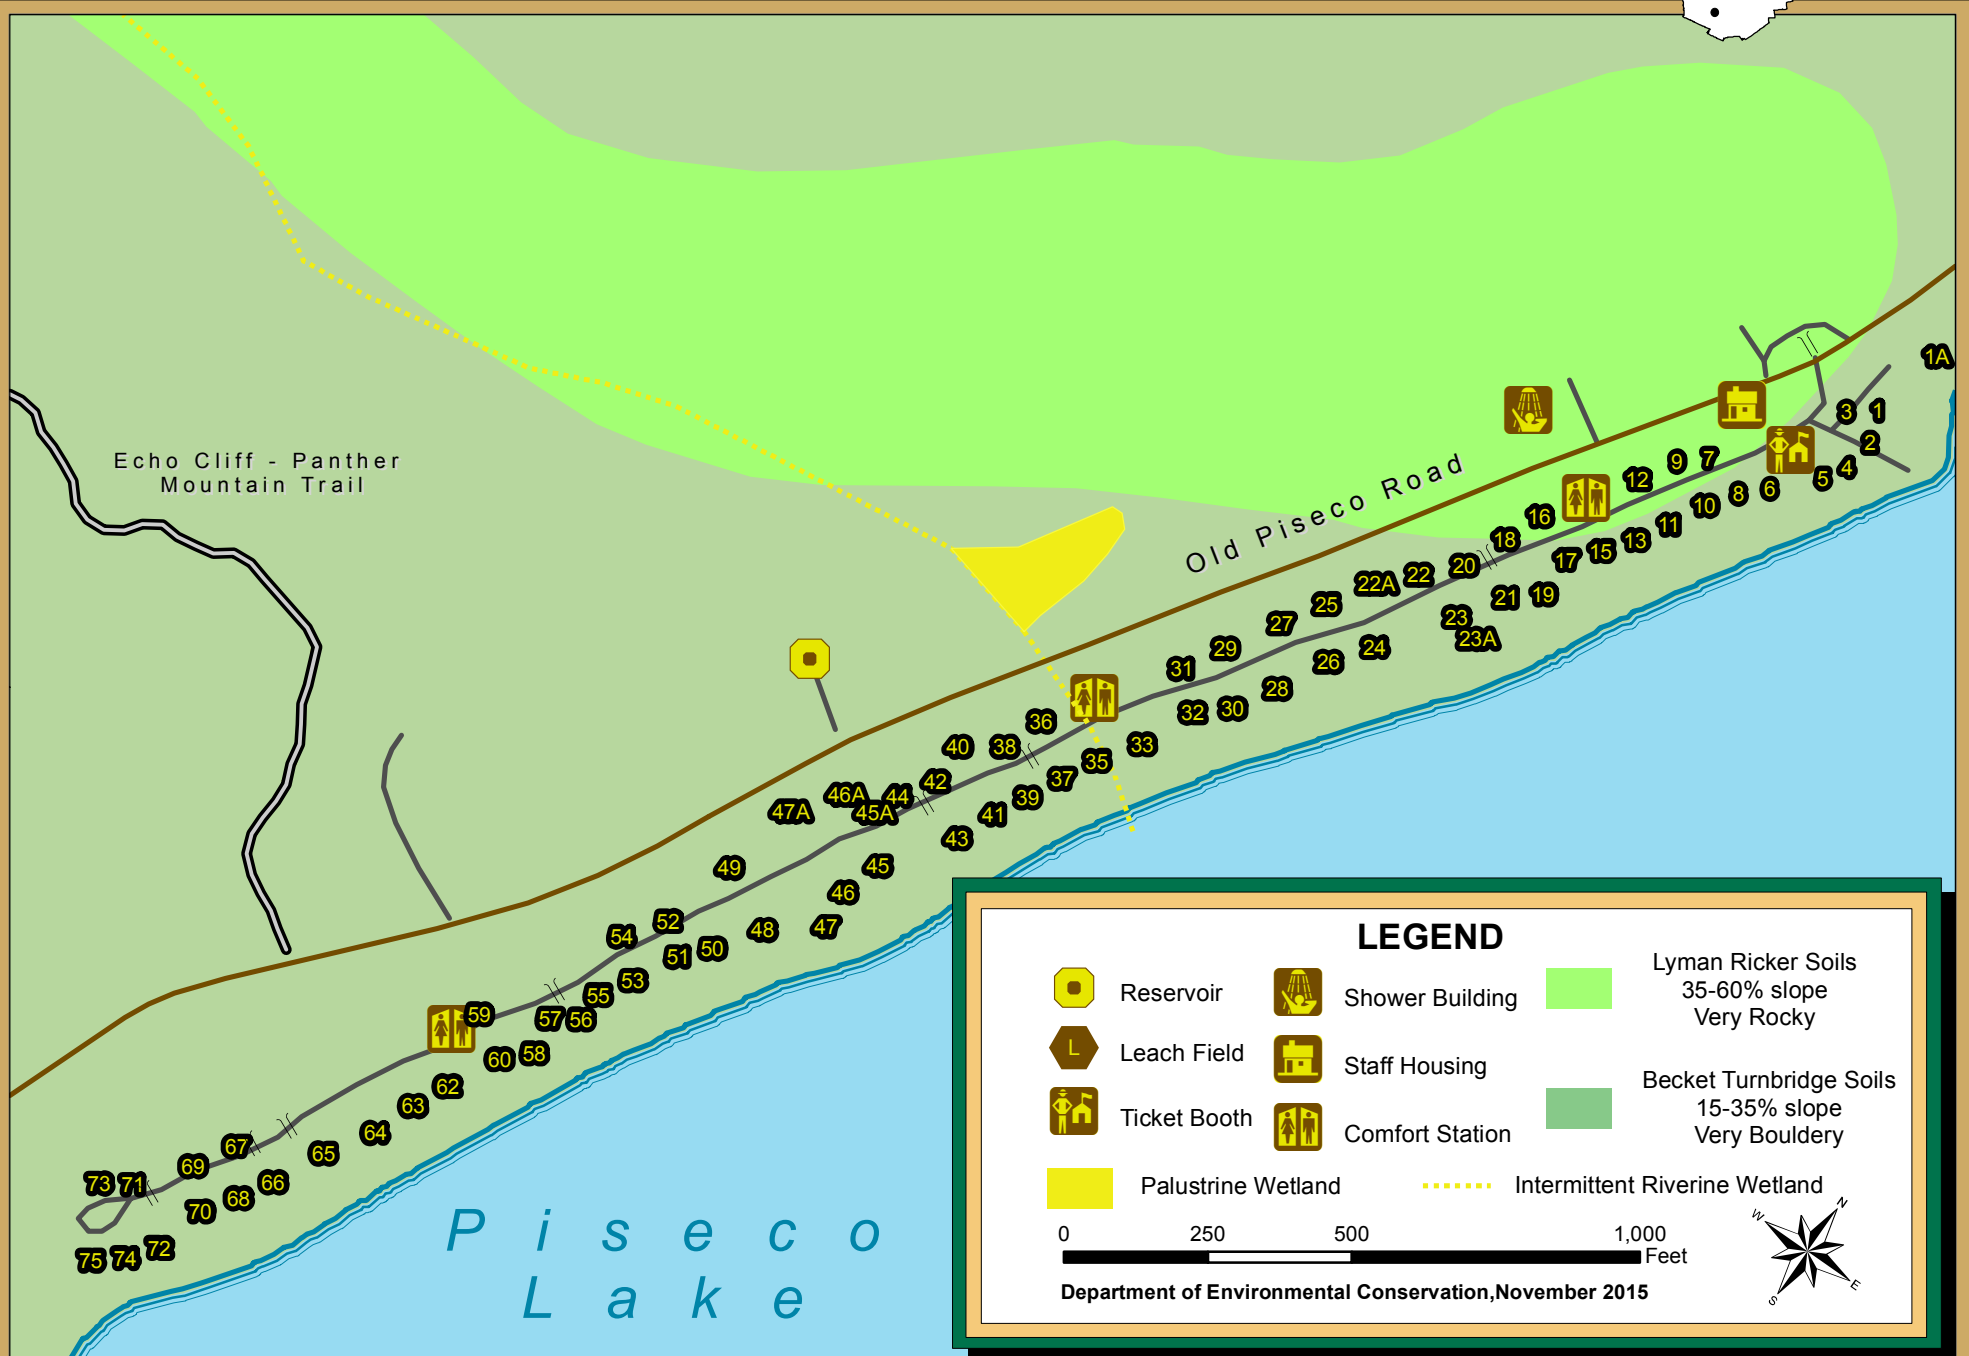 1A
3 1
2
4
5
6
8
10
9 7
12
11
13
15
17
16
18
19
21
20
22
22A
23
23A
25
24
26
27
28
29
30
31
32
33
35
36
37
38
39
40
41
42
43
44
45A
46A
47A
45
46
47
48
49
50
51
52
53
54
55
56
57
58
59
60
62
63
64
65
66
67
68
69
70
71
73
72
74
75
Echo Cliff - Panther
Mountain Trail
Old Piseco Road
Piseco
Lake
LEGEND
Reservoir
L
Leach Field
Ticket Booth
Shower Building
Staff Housing
Comfort Station
Lyman Ricker Soils
35-60% slope
Very Rocky
Becket Turnbridge Soils
15-35% slope
Very Bouldery
Palustrine Wetland
Intermittent Riverine Wetland
0 250 500 1,000
Feet
Department of Environmental Conservation,November 2015
N
W
E
S